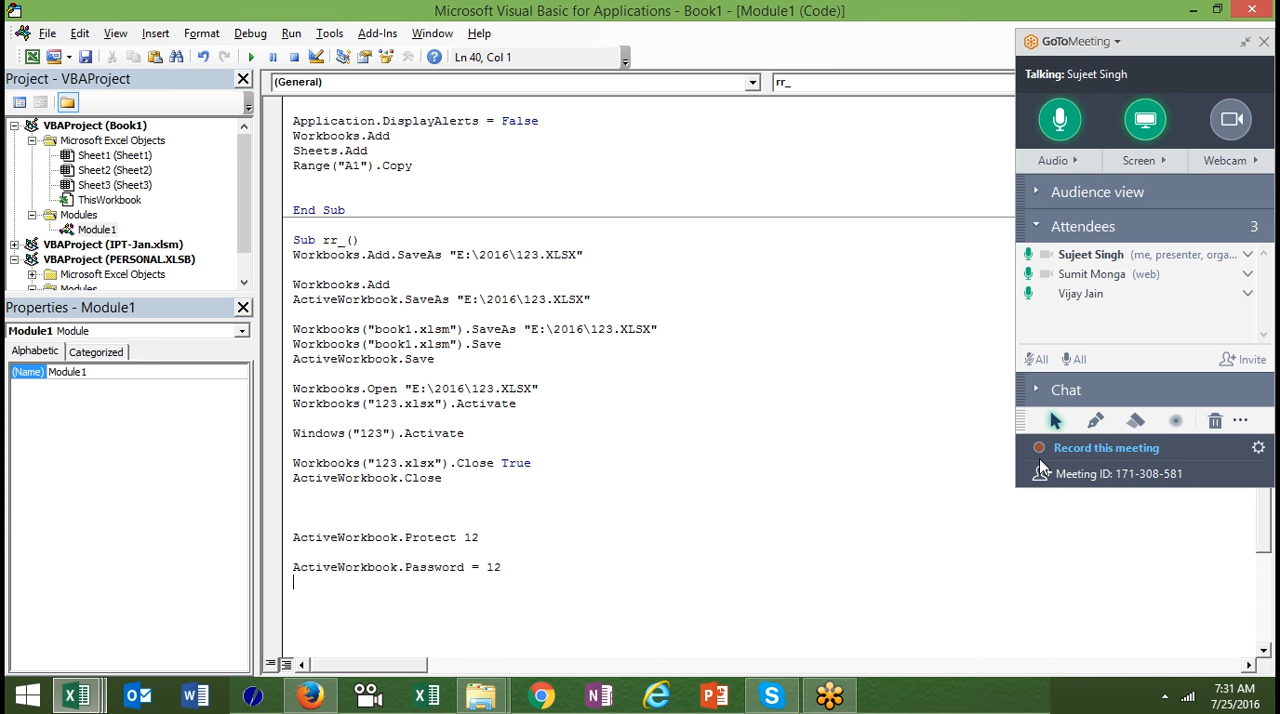 Microsoft Visual Basic for Applications - Book1 - [Module1 (Code)]
File Edit View Insert Format Debug Run Tools Add-Ins Window Help
Ln 40, Col 1
Project - VBAProject
VBAProject (Book1)
Microsoft Excel Objects
Sheet1 (Sheet1)
Sheet2 (Sheet2)
Sheet3 (Sheet3)
ThisWorkbook
Modules
Module1
VBAProject (IPT-Jan.xlsm)
VBAProject (PERSONAL.XLSB)
Microsoft Excel Objects
Modules
Properties - Module1
Module1 Module
Alphabetic Categorized
(Name) Module1
(General) rr_
Application.DisplayAlerts = False
Workbooks.Add
Sheets.Add
Range("A1").Copy
End Sub
Sub rr_()
Workbooks.Add.SaveAs "E:\2016\123.XLSX"
Workbooks.Add
ActiveWorkbook.SaveAs "E:\2016\123.XLSX"
Workbooks("book1.xlsm").SaveAs "E:\2016\123.XLSX"
Workbooks("book1.xlsm").Save
ActiveWorkbook.Save
Workbooks.Open "E:\2016\123.XLSX"
Workbooks("123.xlsx").Activate
Windows("123").Activate
Workbooks("123.xlsx").Close True
ActiveWorkbook.Close
ActiveWorkbook.Protect 12
ActiveWorkbook.Password = 12
GoToMeeting
Talking: Sujeet Singh
Audio Screen Webcam
Audience view
Attendees 3
Sujeet Singh (me, presenter, orga...
Sumit Monga (web)
Vijay Jain
All All Invite
Chat
Record this meeting
Meeting ID: 171-308-581
7:31 AM
7/25/2016